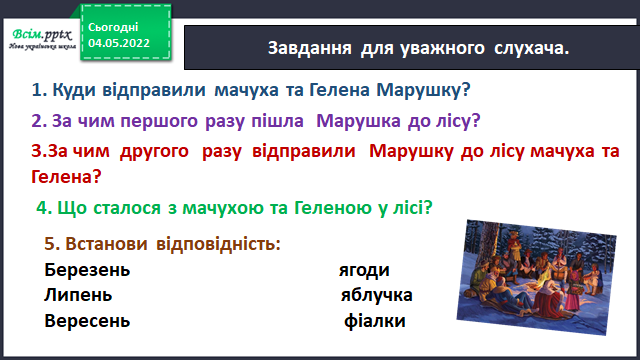 Всім.pptx
Нова українська школа
Сьогодні
04.05.2022
Завдання для уважного слухача.
1. Куди відправили мачуха та Гелена Марушку?
2. За чим першого разу пішла Марушка до лісу?
3.За чим другого разу відправили Марушку до лісу мачуха та
Гелена?
4. Що сталося з мачухою та Геленою у лісі?
5. Встанови відповідність:
Березень ягоди
Липень яблучка
Вересень фіалки